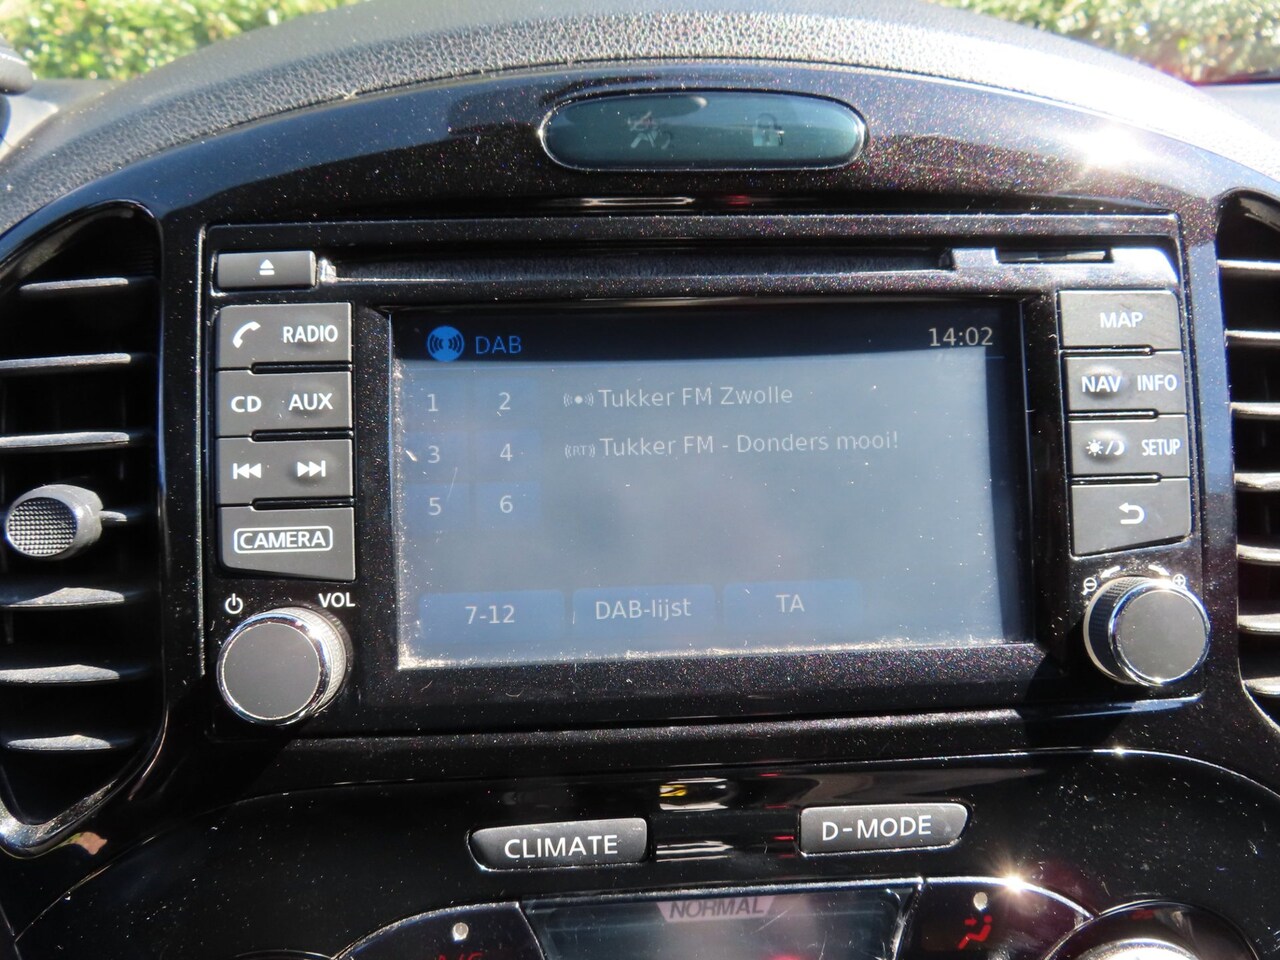 DAB 14:02
1 2 Tukker FM Zwolle
3 4 (RT) Tukker FM - Donders mooi!
5 6
7-12 DAB-lijst TA
RADIO
CD AUX
CAMERA
VOL
MAP
NAV INFO
SETUP
CLIMATE D-MODE
NORMAL